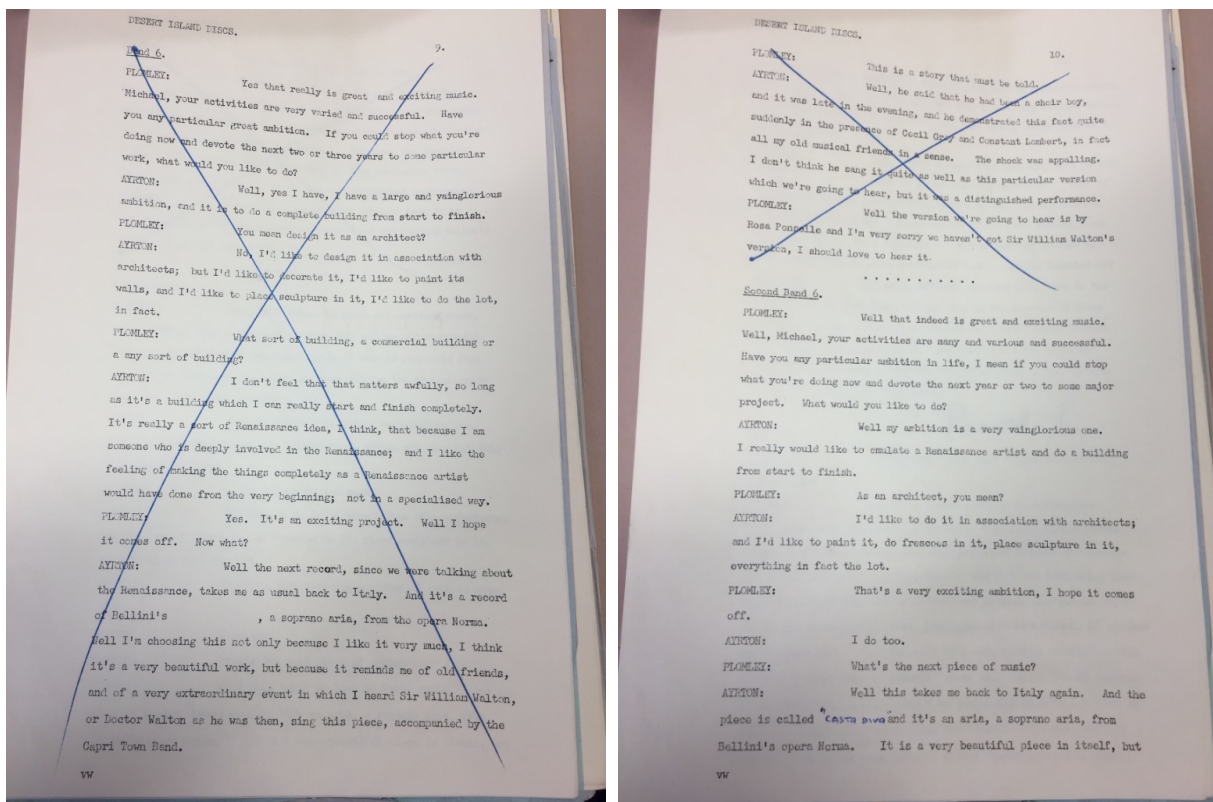 DESERT ISLAND DISCS.
9.
Band 6.
PLOMLEY: Yes that really is great and exciting music.
Michael, your activities are very varied and successful. Have
you any particular great ambition. If you could stop what you're
doing now and devote the next two or three years to some particular
work, what would you like to do?
AYRTON: Well, yes I have, I have a large and vainglorious
ambition, and it is to do a complete building from start to finish.
PLOMLEY: You mean design it as an architect?
AYRTON: No, I'd like to design it in association with
architects; but I'd like to decorate it, I'd like to paint its
walls, and I'd like to place sculpture in it, I'd like to do the lot,
in fact.
PLOMLEY: What sort of building, a commercial building or
a any sort of building?
AYRTON: I don't feel that that matters awfully, so long
as it's a building which I can really start and finish completely.
It's really a sort of Renaissance idea, I think, that because I am
someone who is deeply involved in the Renaissance; and I like the
feeling of making the things completely as a Renaissance artist
would have done from the very beginning; not in a specialised way.
PLOMLEY: Yes. It's an exciting project. Well I hope
it comes off. Now what?
AYRTON: Well the next record, since we were talking about
the Renaissance, takes me as usual back to Italy. And it's a record
of Bellini's , a soprano aria, from the opera Norma.
Well I'm choosing this not only because I like it very much, I think
it's a very beautiful work, but because it reminds me of old friends,
and of a very extraordinary event in which I heard Sir William Walton,
or Doctor Walton as he was then, sing this piece, accompanied by the
Capri Town Band.
VW
DESERT ISLAND DISCS.
10.
PLOMLEY: This is a story that must be told.
AYRTON: Well, he said that he had been a choir boy,
and it was late in the evening, and he demonstrated this fact quite
suddenly in the presence of Cecil Gray and Constant Lambert, in fact
all my old musical friends in a sense. The shock was appalling.
I don't think he sang it quite as well as this particular version
which we're going to hear, but it was a distinguished performance.
PLOMLEY: Well the version we're going to hear is by
Rosa Ponselle and I'm very sorry we haven't got Sir William Walton's
version, I should love to hear it.
...........
Second Band 6.
PLOMLEY: Well that indeed is great and exciting music.
Well, Michael, your activities are many and various and successful.
Have you any particular ambition in life, I mean if you could stop
what you're doing now and devote the next year or two to some major
project. What would you like to do?
AYRTON: Well my ambition is a very vainglorious one.
I really would like to emulate a Renaissance artist and do a building
from start to finish.
PLOMLEY: As an architect, you mean?
AYRTON: I'd like to do it in association with architects;
and I'd like to paint it, do frescoes in it, place sculpture in it,
everything in fact the lot.
PLOMLEY: That's a very exciting ambition, I hope it comes
off.
AYRTON: I do too.
PLOMLEY: What's the next piece of music?
AYRTON: Well this takes me back to Italy again. And the
piece is called "CASTA DIVA" and it's an aria, a soprano aria, from
Bellini's opera Norma. It is a very beautiful piece in itself, but
VW